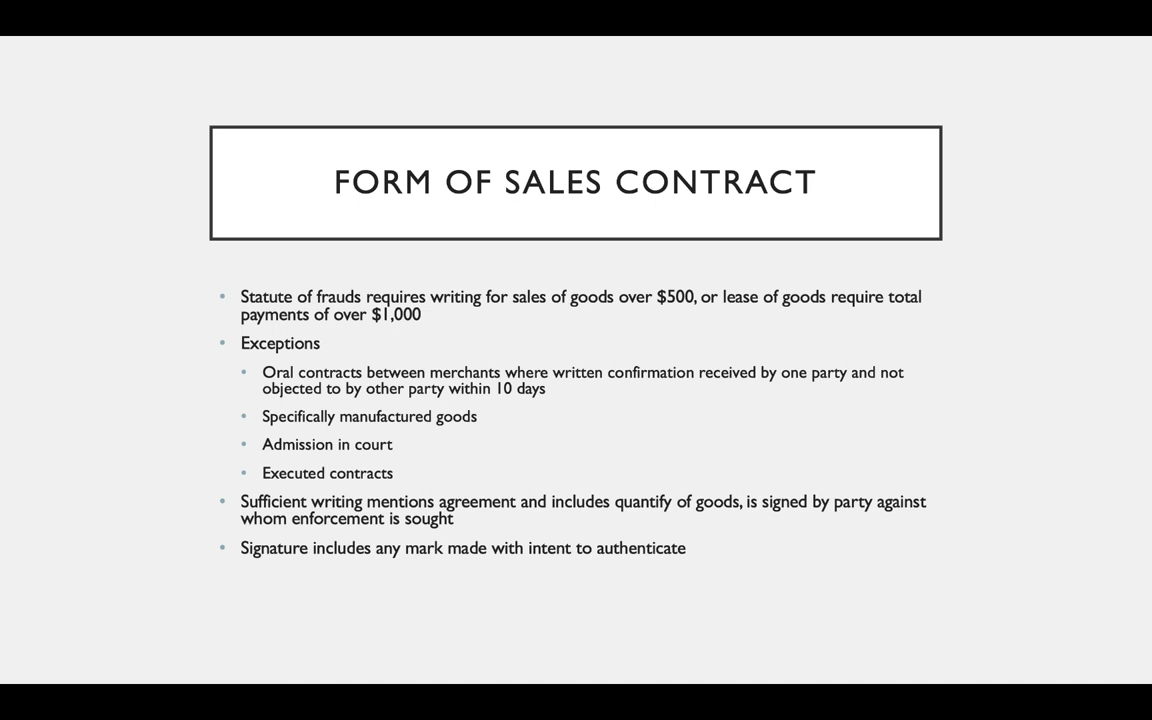 FORM OF SALES CONTRACT
• Statute of frauds requires writing for sales of goods over $500, or lease of goods require total
payments of over $1,000
• Exceptions
• Oral contracts between merchants where written confirmation received by one party and not
objected to by other party within 10 days
• Specifically manufactured goods
• Admission in court
• Executed contracts
• Sufficient writing mentions agreement and includes quantify of goods, is signed by party against
whom enforcement is sought
• Signature includes any mark made with intent to authenticate